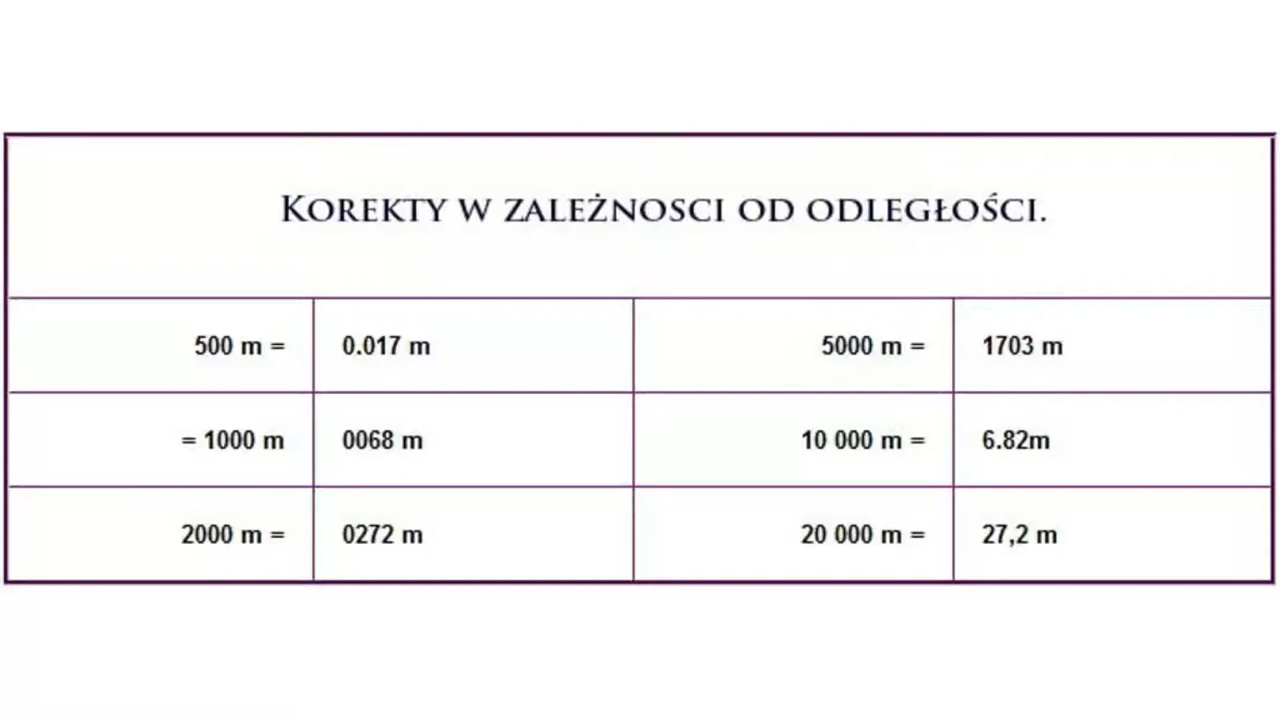 KOREKTY W ZALEŻNOSCI OD ODLEGŁOŚCI.
500 m = 0.017 m 5000 m = 1703 m
= 1000 m 0068 m 10 000 m = 6.82m
2000 m = 0272 m 20 000 m = 27,2 m